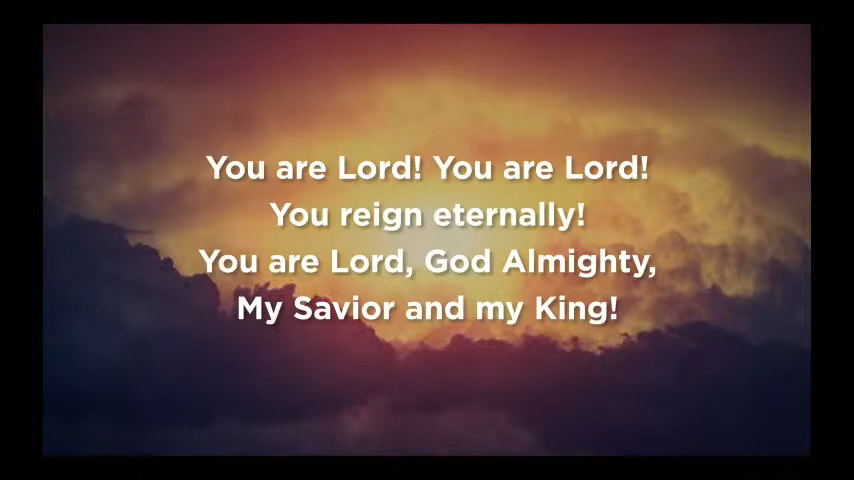 You are Lord! You are Lord!
You reign eternally!
You are Lord, God Almighty,
My Savior and my King!